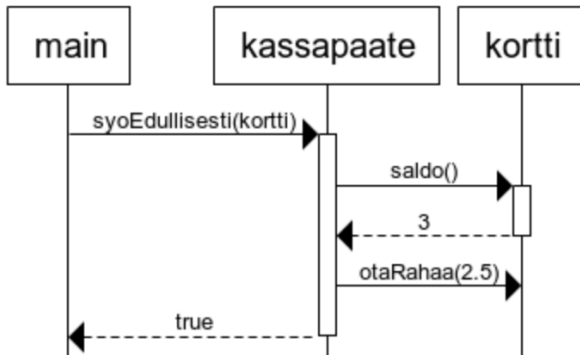 main
kassapaate
kortti
syoEdullisesti(kortti)
saldo()
3
otaRahaa(2.5)
true